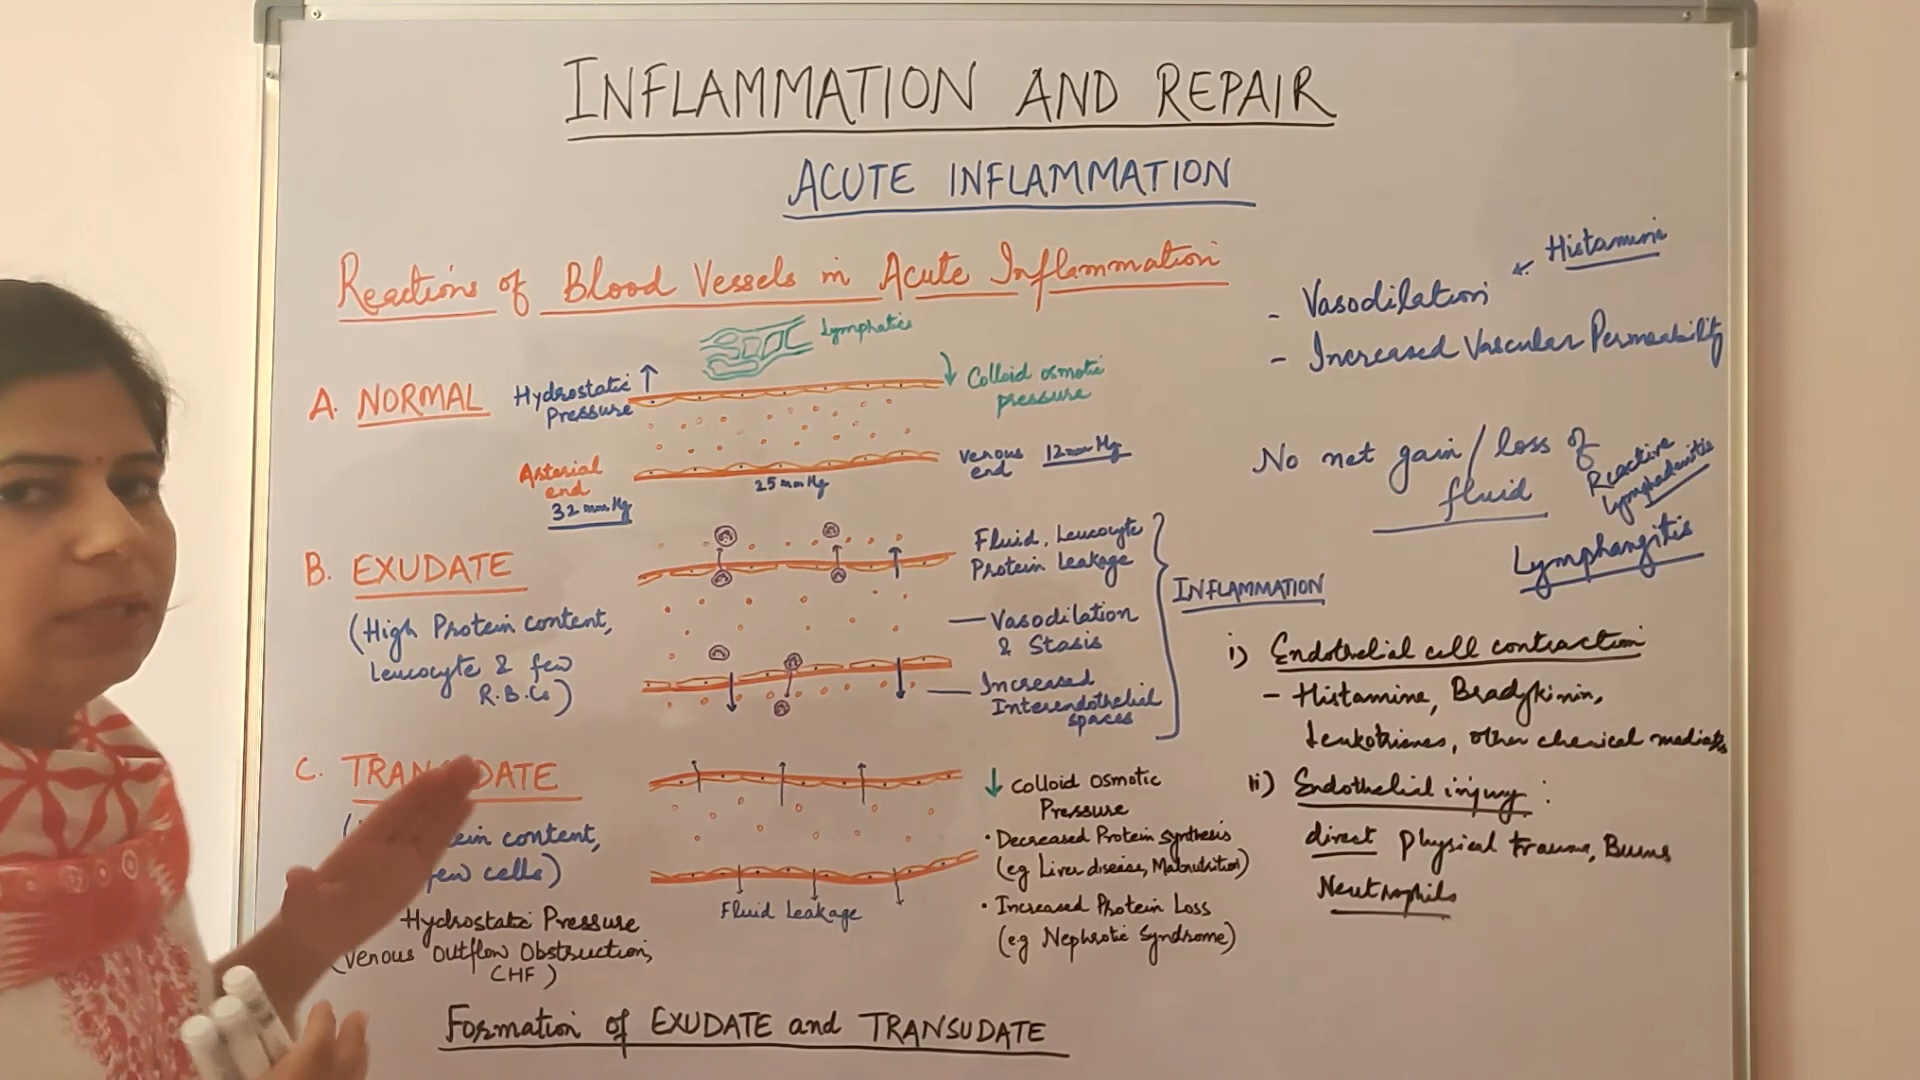 INFLAMMATION AND REPAIR
ACUTE INFLAMMATION
Reactions of Blood Vessels in Acute Inflammation
Lymphatics
A. NORMAL
Hydrostatic ↑
Pressure
↓ Colloid osmotic
pressure
Arterial
end
32 mm Hg
25 mm Hg
venous
end 12 mm Hg
B. EXUDATE
(High Protein content,
Leucocyte & few
R.B.Cs)
Fluid, Leucocyte
Protein Leakage
Vasodilation
& Stasis
Increased
Interendothelial
spaces
INFLAMMATION
C. TRANSUDATE
content,
few cells)
Hydrostatic Pressure
(Venous Outflow Obstruction,
CHF)
Fluid Leakage
↓ Colloid Osmotic
Pressure
• Decreased Protein synthesis
(eg Liver disease, Malnutrition)
• Increased Protein Loss
(eg Nephrotic Syndrome)
Formation of EXUDATE and TRANSUDATE
Histamine
- Vasodilation
- Increased Vascular Permeability
No net gain/loss of
fluid
Reactive
Lymphadenitis
Lymphangitis
i) Endothelial cell contraction
- Histamine, Bradykinin,
Leukotrienes, other chemical
ii) Endothelial injury :
direct physical trauma, Burns
Neutrophils